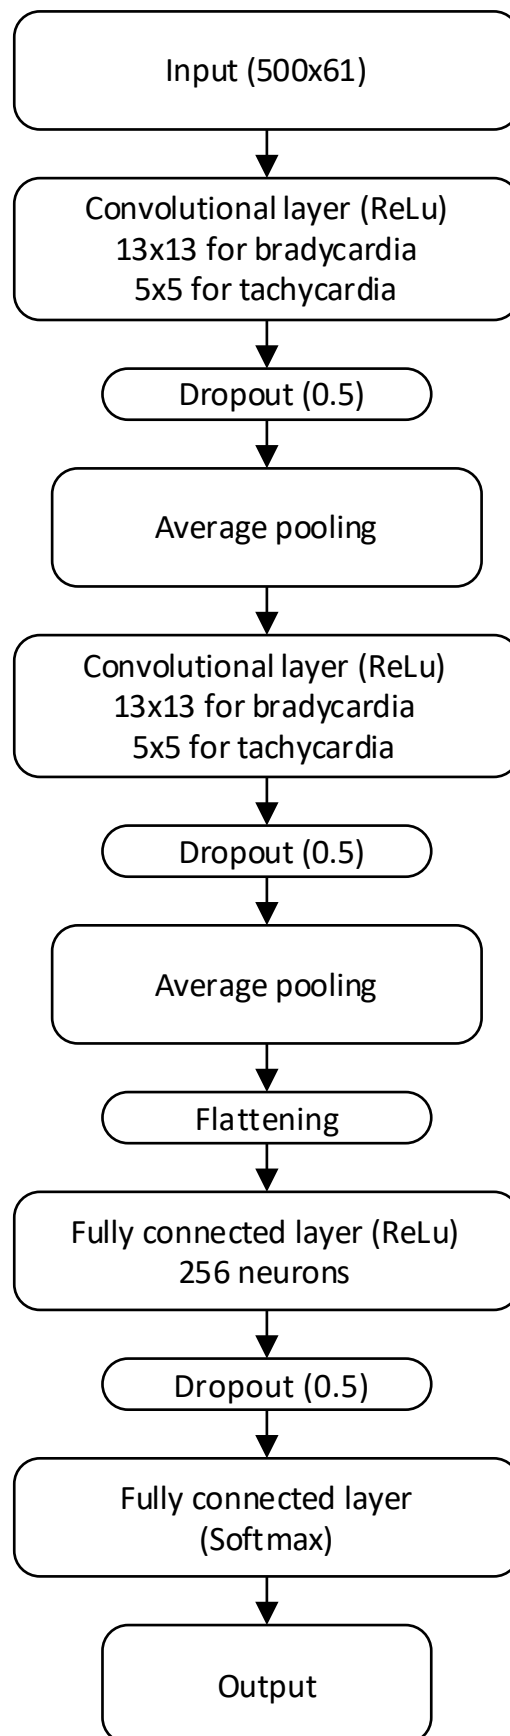 Input (500x61)
Convolutional layer (ReLu)
13x13 for bradycardia
5x5 for tachycardia
Dropout (0.5)
Average pooling
Convolutional layer (ReLu)
13x13 for bradycardia
5x5 for tachycardia
Dropout (0.5)
Average pooling
Flattening
Fully connected layer (ReLu)
256 neurons
Dropout (0.5)
Fully connected layer
(Softmax)
Output